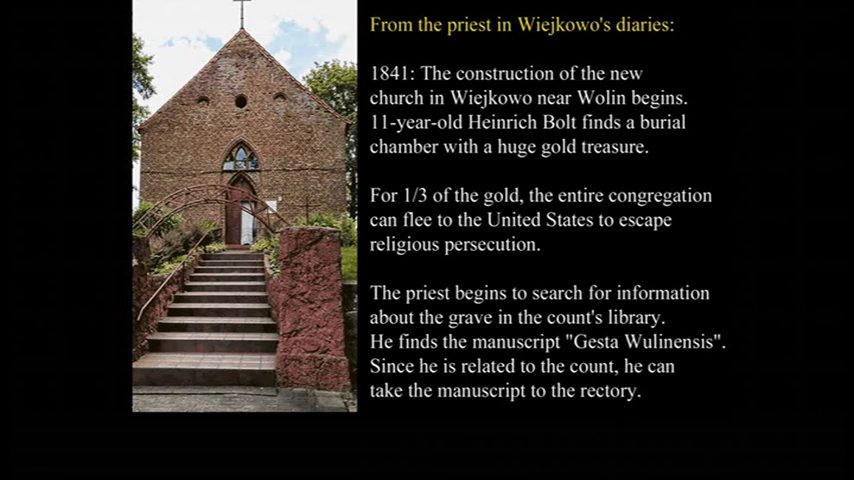 From the priest in Wiejkowo's diaries:
1841: The construction of the new
church in Wiejkowo near Wolin begins.
11-year-old Heinrich Bolt finds a burial
chamber with a huge gold treasure.
For 1/3 of the gold, the entire congregation
can flee to the United States to escape
religious persecution.
The priest begins to search for information
about the grave in the count's library.
He finds the manuscript "Gesta Wulinensis".
Since he is related to the count, he can
take the manuscript to the rectory.